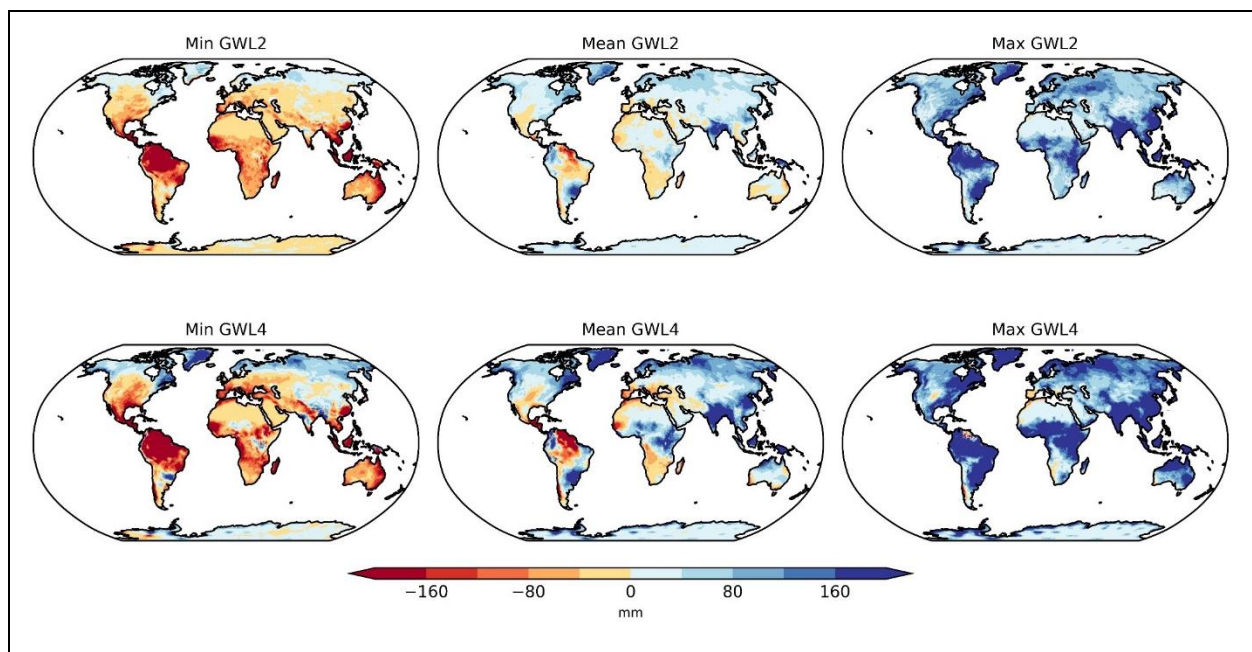 Min GWL2
Mean GWL2
Max GWL2
Min GWL4
Mean GWL4
Max GWL4
−160
−80
0
80
160
mm